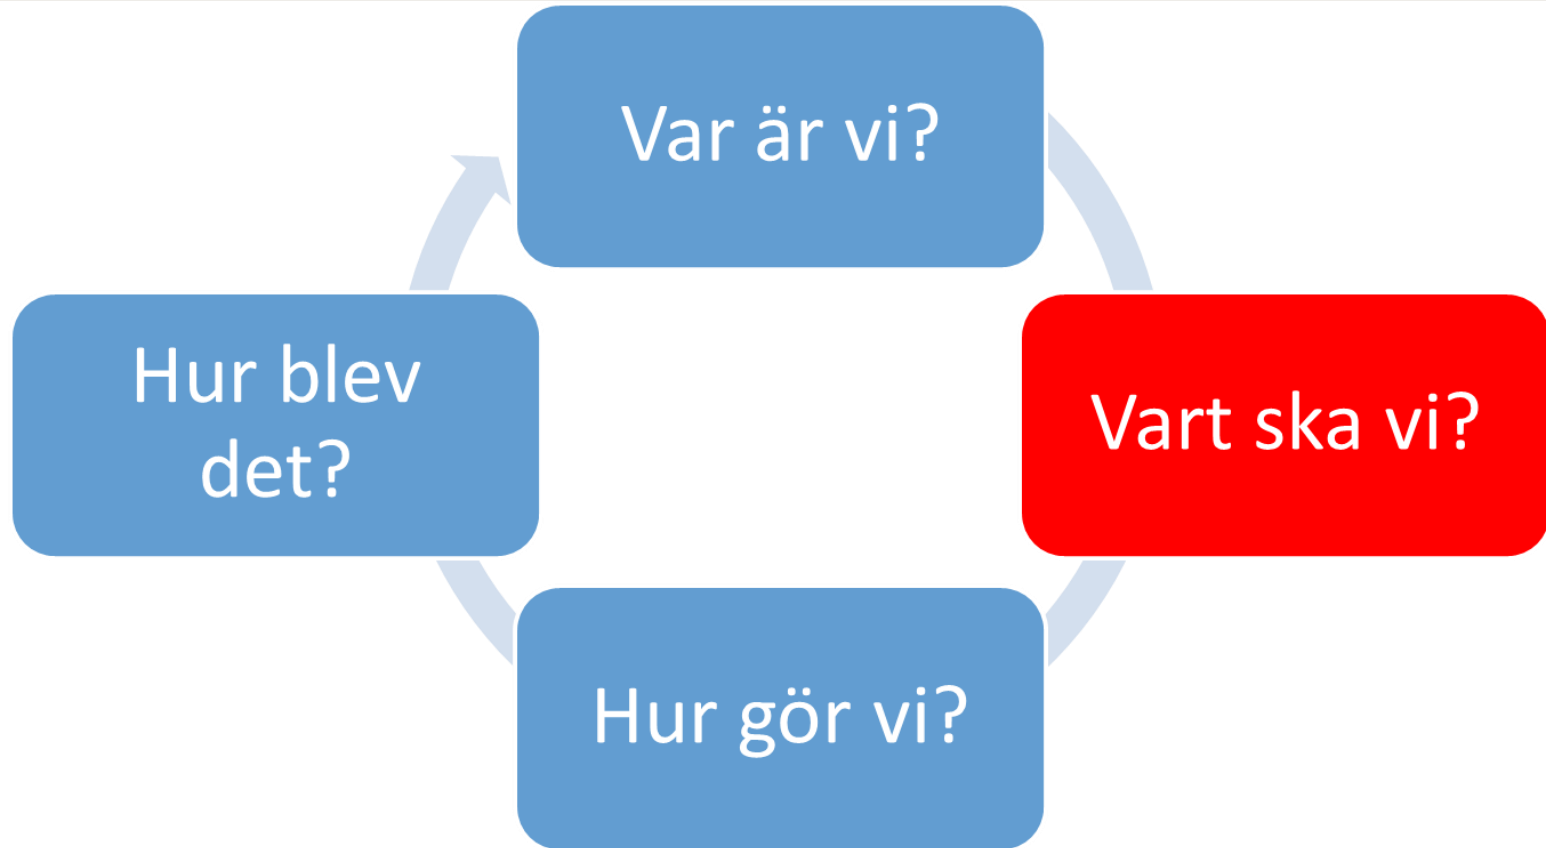 Var är vi?
Vart ska vi?
Hur gör vi?
Hur blev
det?